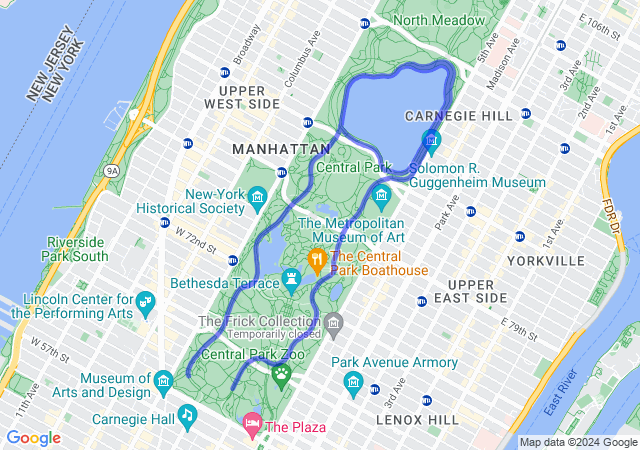 North Meadow
E 106th St
5th Ave
Madison Ave
3rd Ave
1st Ave
NEW JERSEY
NEW YORK
Broadway
Columbus Ave
UPPER
WEST SIDE
CARNEGIE HILL
MANHATTAN
9A
Central Park
Solomon R.
Guggenheim Museum
New-York
Historical Society
Park Ave
FDR Dr
The Metropolitan
Museum of Art
1st Ave
W 72nd St
Riverside
Park South
The Central
Park Boathouse
YORKVILLE
Bethesda Terrace
UPPER
EAST SIDE
Lincoln Center for
the Performing Arts
The Frick Collection
Temporarily closed
E 79th St
W 57th St
Central Park Zoo
Park Avenue Armory
Museum of
Arts and Design
3rd Ave
East River
11th Ave
Carnegie Hall
The Plaza
LENOX HILL
Google
Map data ©2024 Google